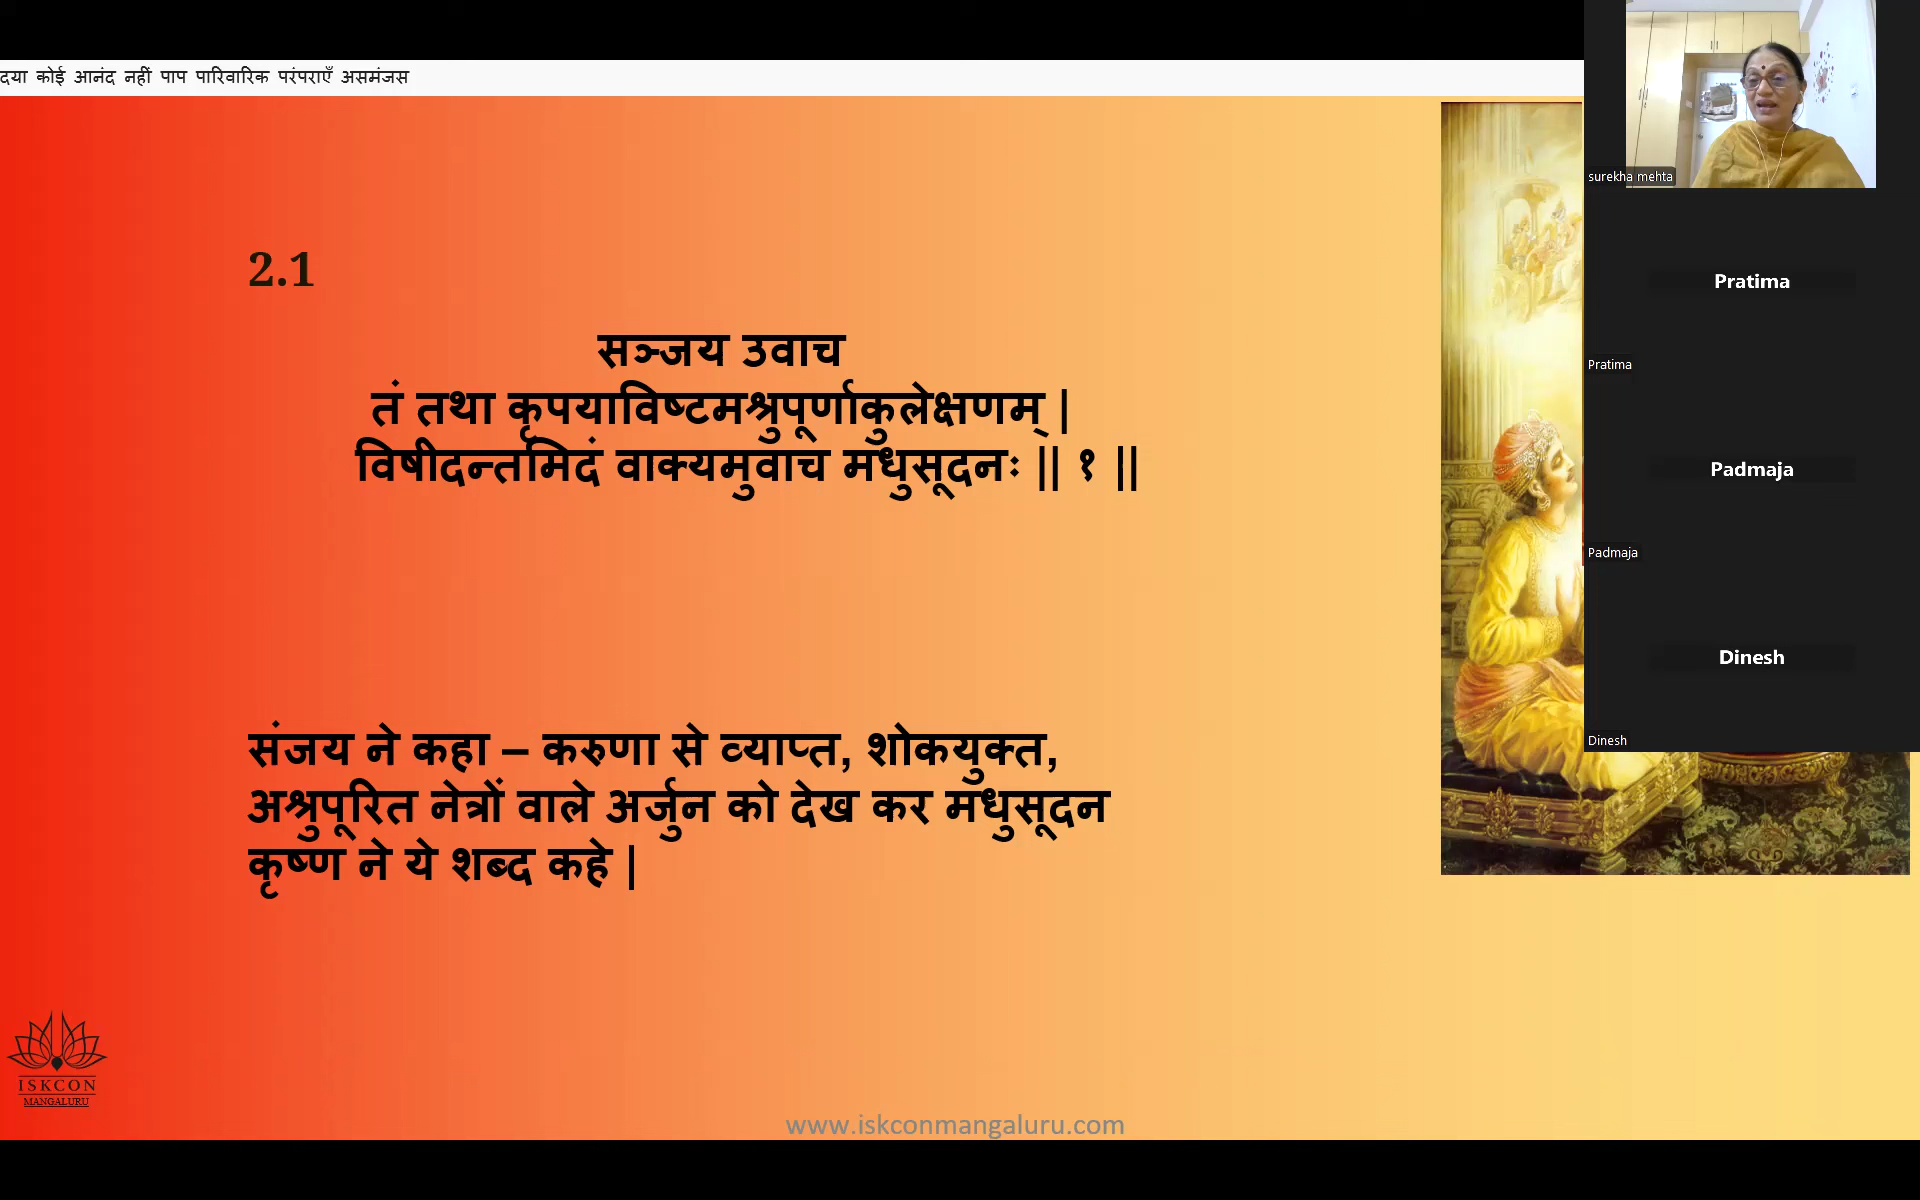 दया कोई आनंद नहीं पाप पारिवारिक परंपराएँ असमंजस
2.1
सञ्जय उवाच
तं तथा कृपयाविष्टमश्रुपूर्णाकुलेक्षणम् |
विषीदन्तमिदं वाक्यमुवाच मधुसूदनः || १ ||
संजय ने कहा – करुणा से व्याप्त, शोकयुक्त,
अश्रुपूरित नेत्रों वाले अर्जुन को देख कर मधुसूदन
कृष्ण ने ये शब्द कहे |
ISKCON
MANGALURU
www.iskconmangaluru.com
surekha mehta
Pratima
Pratima
Padmaja
Padmaja
Dinesh
Dinesh